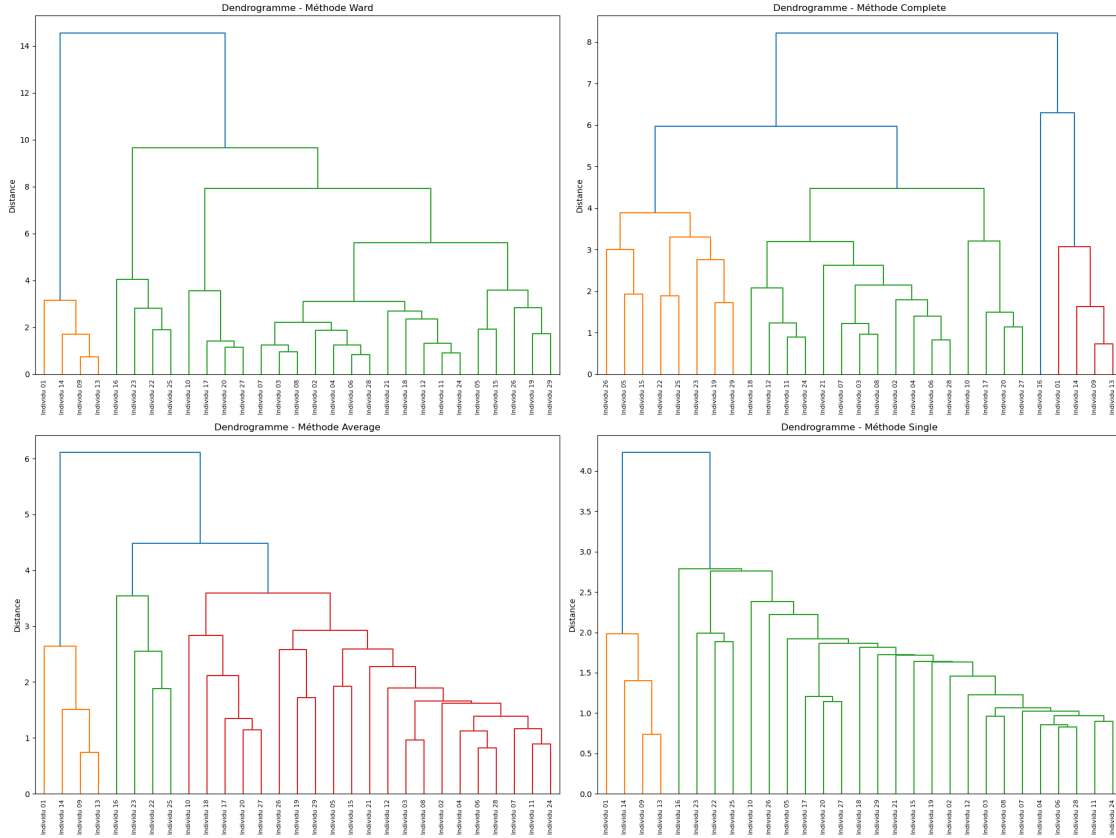 Dendrogramme - Méthode Ward
Distance
14
12
10
8
6
4
2
0
Individu 01
Individu 14
Individu 09
Individu 13
Individu 16
Individu 23
Individu 22
Individu 25
Individu 10
Individu 17
Individu 20
Individu 27
Individu 07
Individu 03
Individu 08
Individu 02
Individu 04
Individu 06
Individu 28
Individu 21
Individu 18
Individu 12
Individu 11
Individu 24
Individu 05
Individu 15
Individu 26
Individu 19
Individu 29
Dendrogramme - Méthode Complete
Distance
8
7
6
5
4
3
2
1
0
Individu 26
Individu 05
Individu 15
Individu 22
Individu 25
Individu 23
Individu 19
Individu 29
Individu 18
Individu 12
Individu 11
Individu 24
Individu 21
Individu 07
Individu 03
Individu 08
Individu 02
Individu 04
Individu 06
Individu 28
Individu 10
Individu 17
Individu 20
Individu 27
Individu 16
Individu 01
Individu 14
Individu 09
Individu 13
Dendrogramme - Méthode Average
Distance
6
5
4
3
2
1
0
Individu 01
Individu 14
Individu 09
Individu 13
Individu 16
Individu 23
Individu 22
Individu 25
Individu 10
Individu 18
Individu 17
Individu 20
Individu 27
Individu 26
Individu 19
Individu 29
Individu 05
Individu 15
Individu 21
Individu 12
Individu 03
Individu 08
Individu 02
Individu 04
Individu 06
Individu 28
Individu 07
Individu 11
Individu 24
Dendrogramme - Méthode Single
Distance
4.0
3.5
3.0
2.5
2.0
1.5
1.0
0.5
0.0
Individu 01
Individu 14
Individu 09
Individu 13
Individu 16
Individu 23
Individu 22
Individu 25
Individu 10
Individu 26
Individu 05
Individu 17
Individu 20
Individu 27
Individu 18
Individu 29
Individu 21
Individu 15
Individu 19
Individu 02
Individu 12
Individu 03
Individu 08
Individu 07
Individu 04
Individu 06
Individu 28
Individu 11
Individu 24